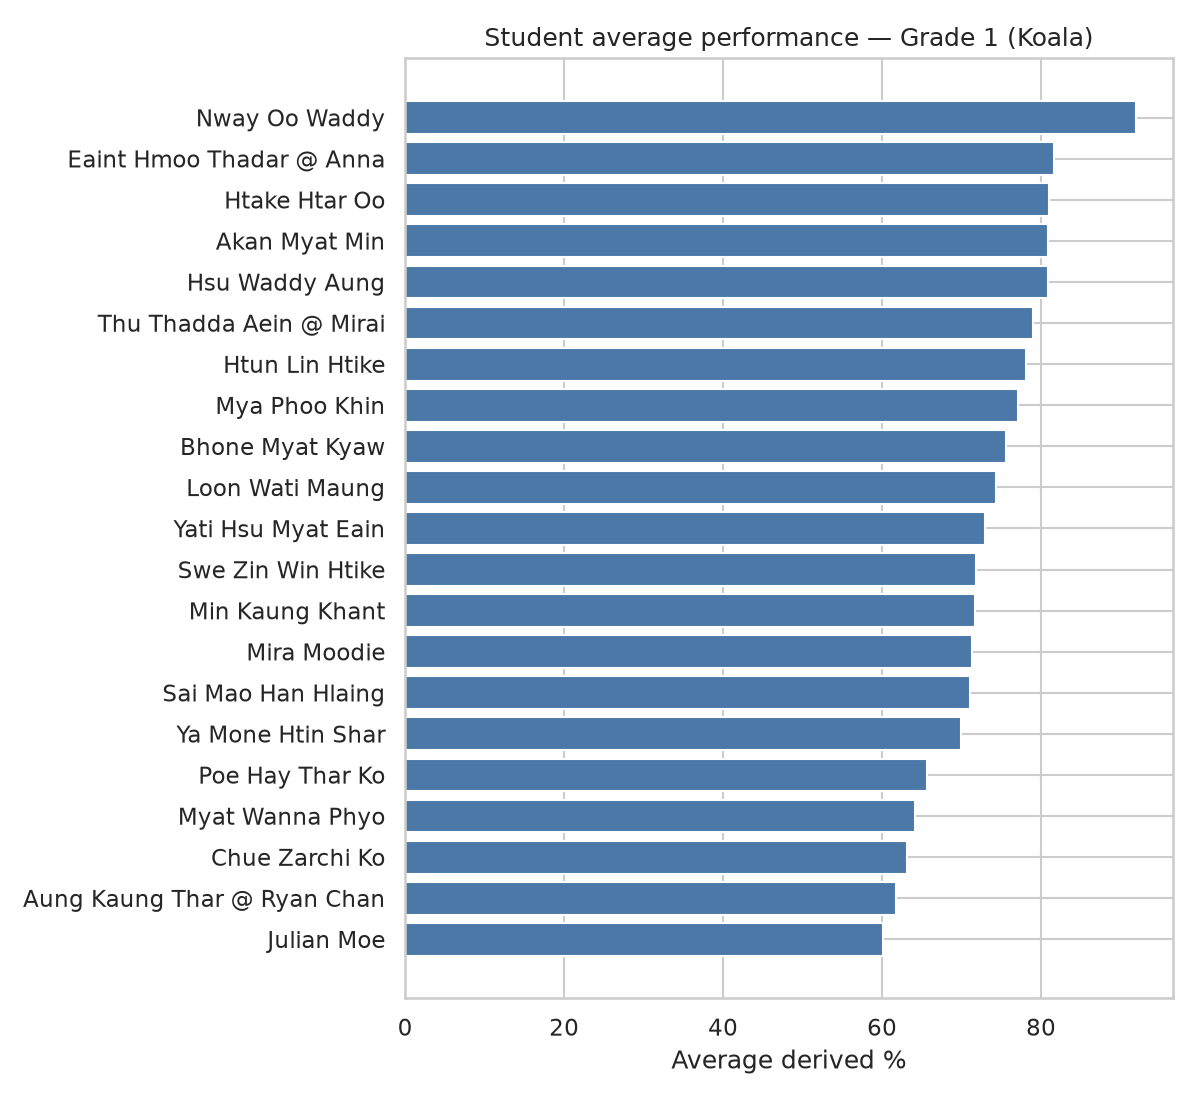 Student average performance — Grade 1 (Koala)
Nway Oo Waddy
Eaint Hmoo Thadar @ Anna
Htake Htar Oo
Akan Myat Min
Hsu Waddy Aung
Thu Thadda Aein @ Mirai
Htun Lin Htike
Mya Phoo Khin
Bhone Myat Kyaw
Loon Wati Maung
Yati Hsu Myat Eain
Swe Zin Win Htike
Min Kaung Khant
Mira Moodie
Sai Mao Han Hlaing
Ya Mone Htin Shar
Poe Hay Thar Ko
Myat Wanna Phyo
Chue Zarchi Ko
Aung Kaung Thar @ Ryan Chan
Julian Moe
0 20 40 60 80
Average derived %